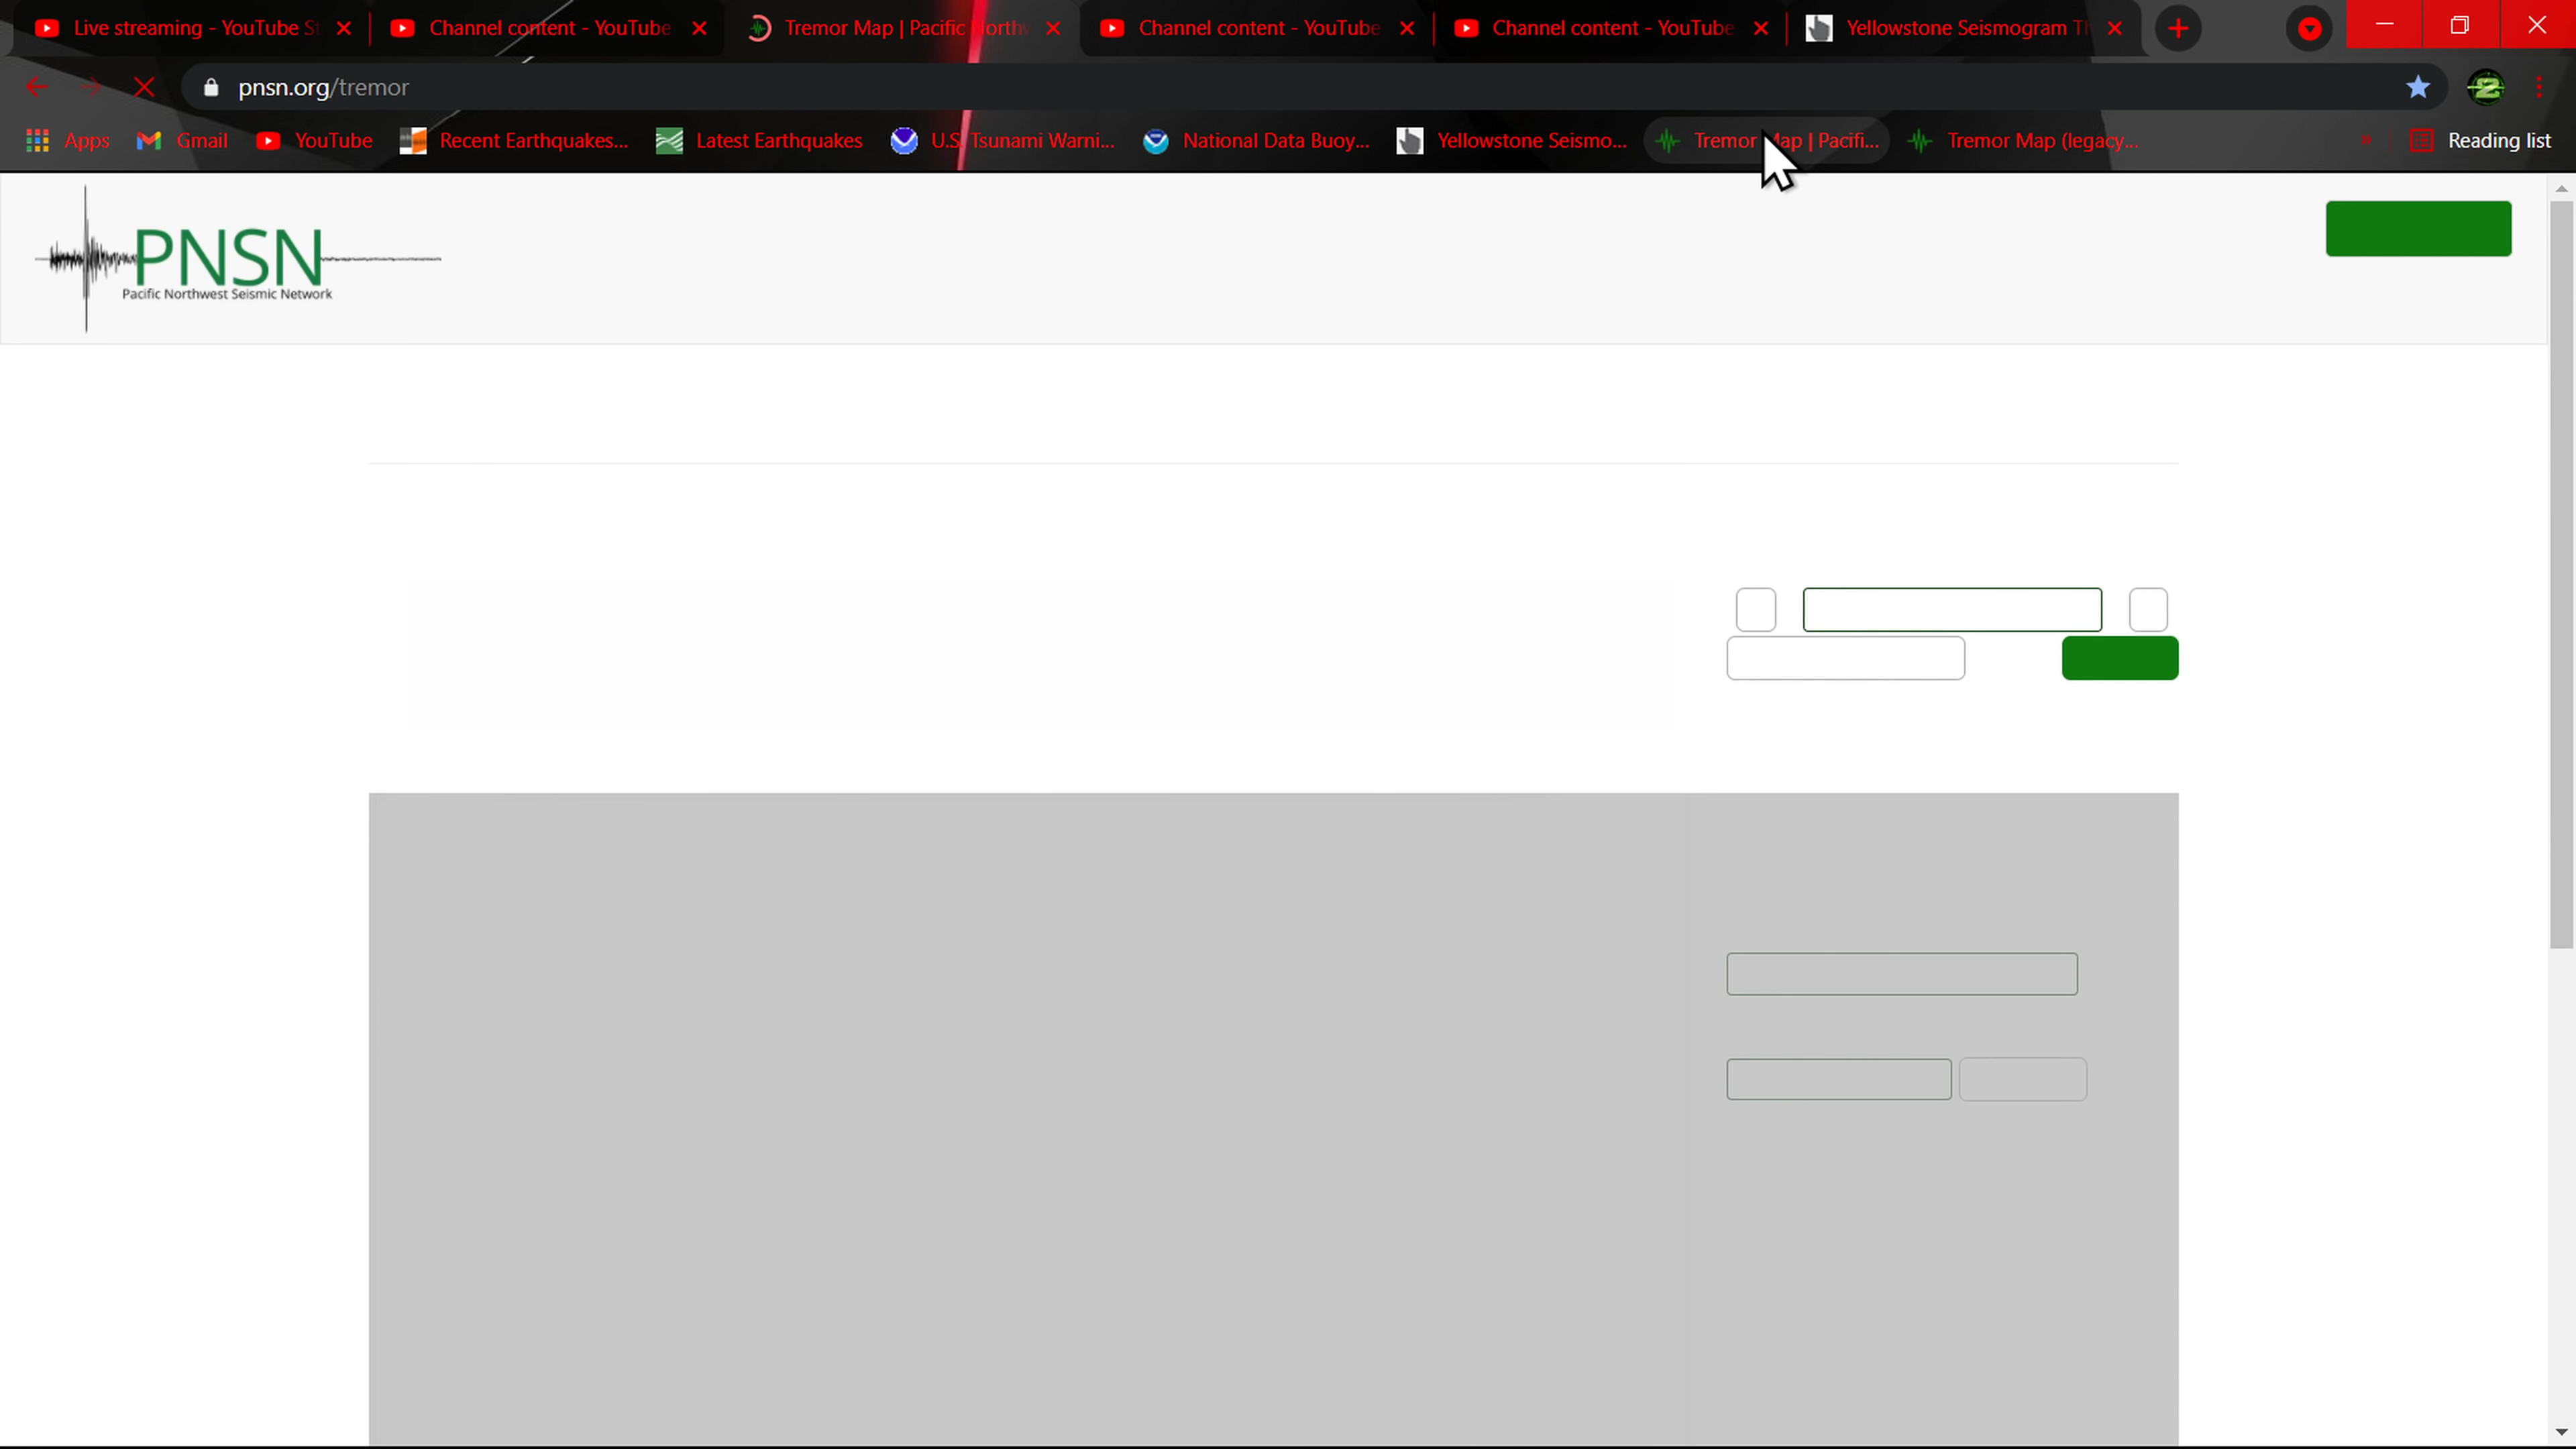 Live streaming - YouTube St
Channel content - YouTube
Tremor Map | Pacific Northw
Channel content - YouTube
Channel content - YouTube
Yellowstone Seismogram Th
pnsn.org/tremor
Apps
Gmail
YouTube
Recent Earthquakes...
Latest Earthquakes
U.S. Tsunami Warni...
National Data Buoy...
Yellowstone Seismo...
Tremor Map | Pacifi...
Tremor Map (legacy...
»
Reading list
PNSN
Pacific Northwest Seismic Network